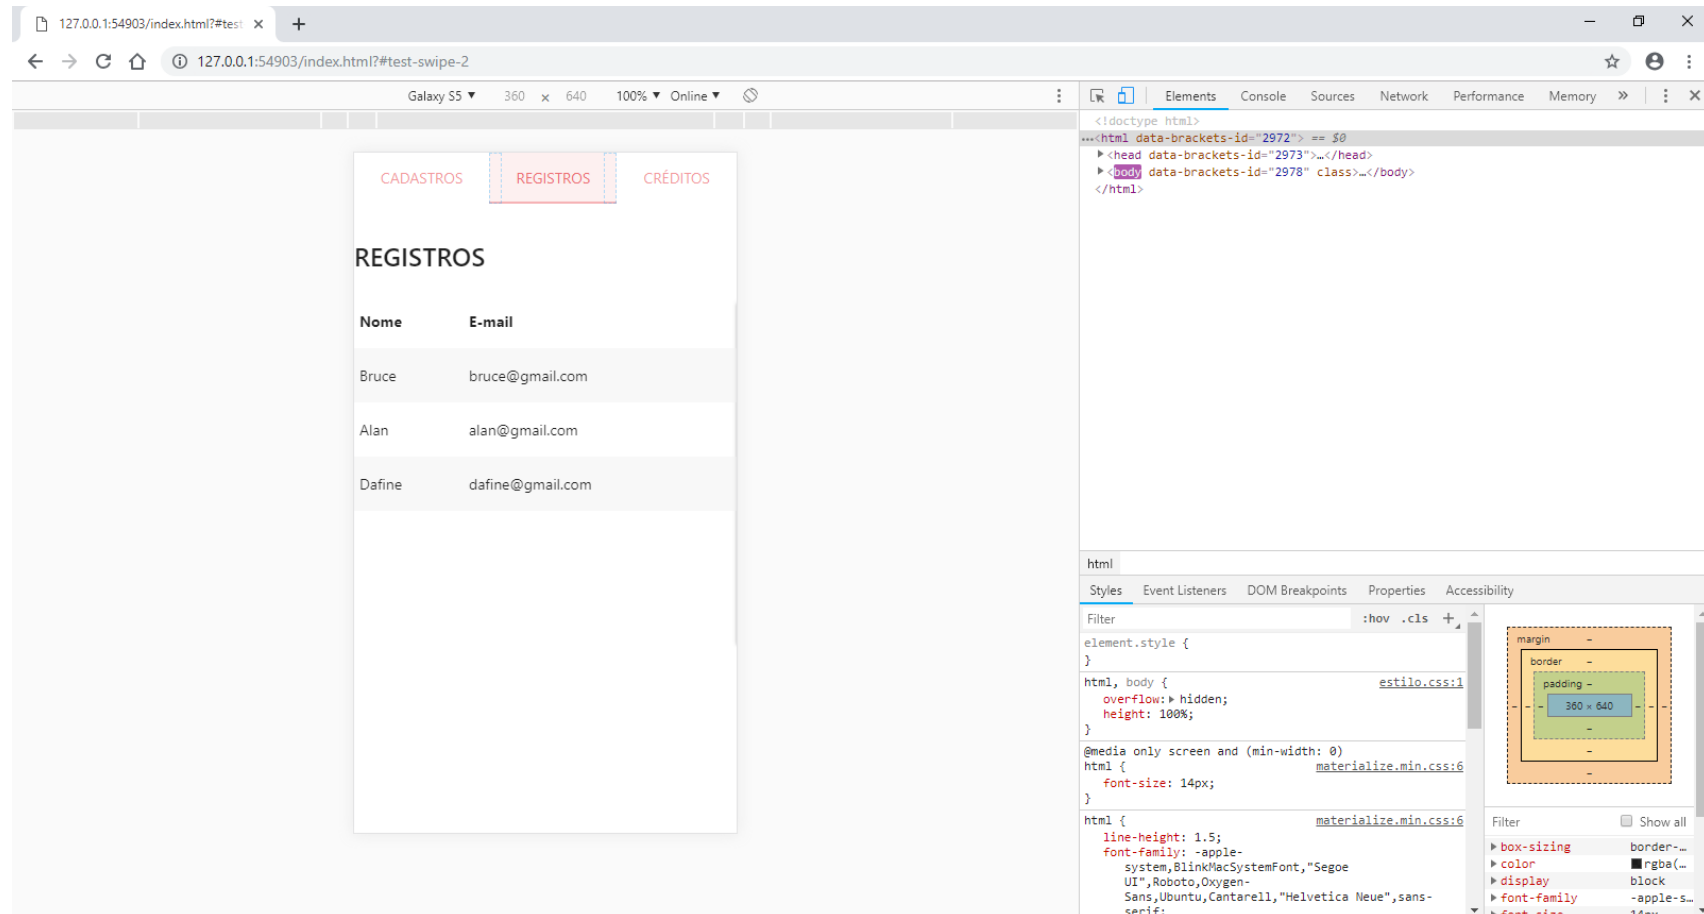 127.0.0.1:54903/index.html?#test
127.0.0.1:54903/index.html?#test-swipe-2
Galaxy S5 ▼ 360 × 640 100% ▼ Online ▼
Elements Console Sources Network Performance Memory »
<!doctype html>
…<html data-brackets-id="2972"> == $0
▶<head data-brackets-id="2973">…</head>
▶<body data-brackets-id="2978" class>…</body>
</html>
CADASTROS REGISTROS CRÉDITOS
REGISTROS
Nome E-mail
Bruce bruce@gmail.com
Alan alan@gmail.com
Dafine dafine@gmail.com
html
Styles Event Listeners DOM Breakpoints Properties Accessibility
Filter :hov .cls +
element.style {
}
html, body { estilo.css:1
overflow:▶ hidden;
height: 100%;
}
@media only screen and (min-width: 0)
html { materialize.min.css:6
font-size: 14px;
}
html { materialize.min.css:6
line-height: 1.5;
font-family: -apple-
system,BlinkMacSystemFont,"Segoe
UI",Roboto,Oxygen-
Sans,Ubuntu,Cantarell,"Helvetica Neue",sans-
serif;
margin –
border –
padding –
– – – 360 × 640 – – –
–
–
–
Filter Show all
▶box-sizing border-…
▶color rgba(…
▶display block
▶font-family -apple-s…
▶font-size 14px